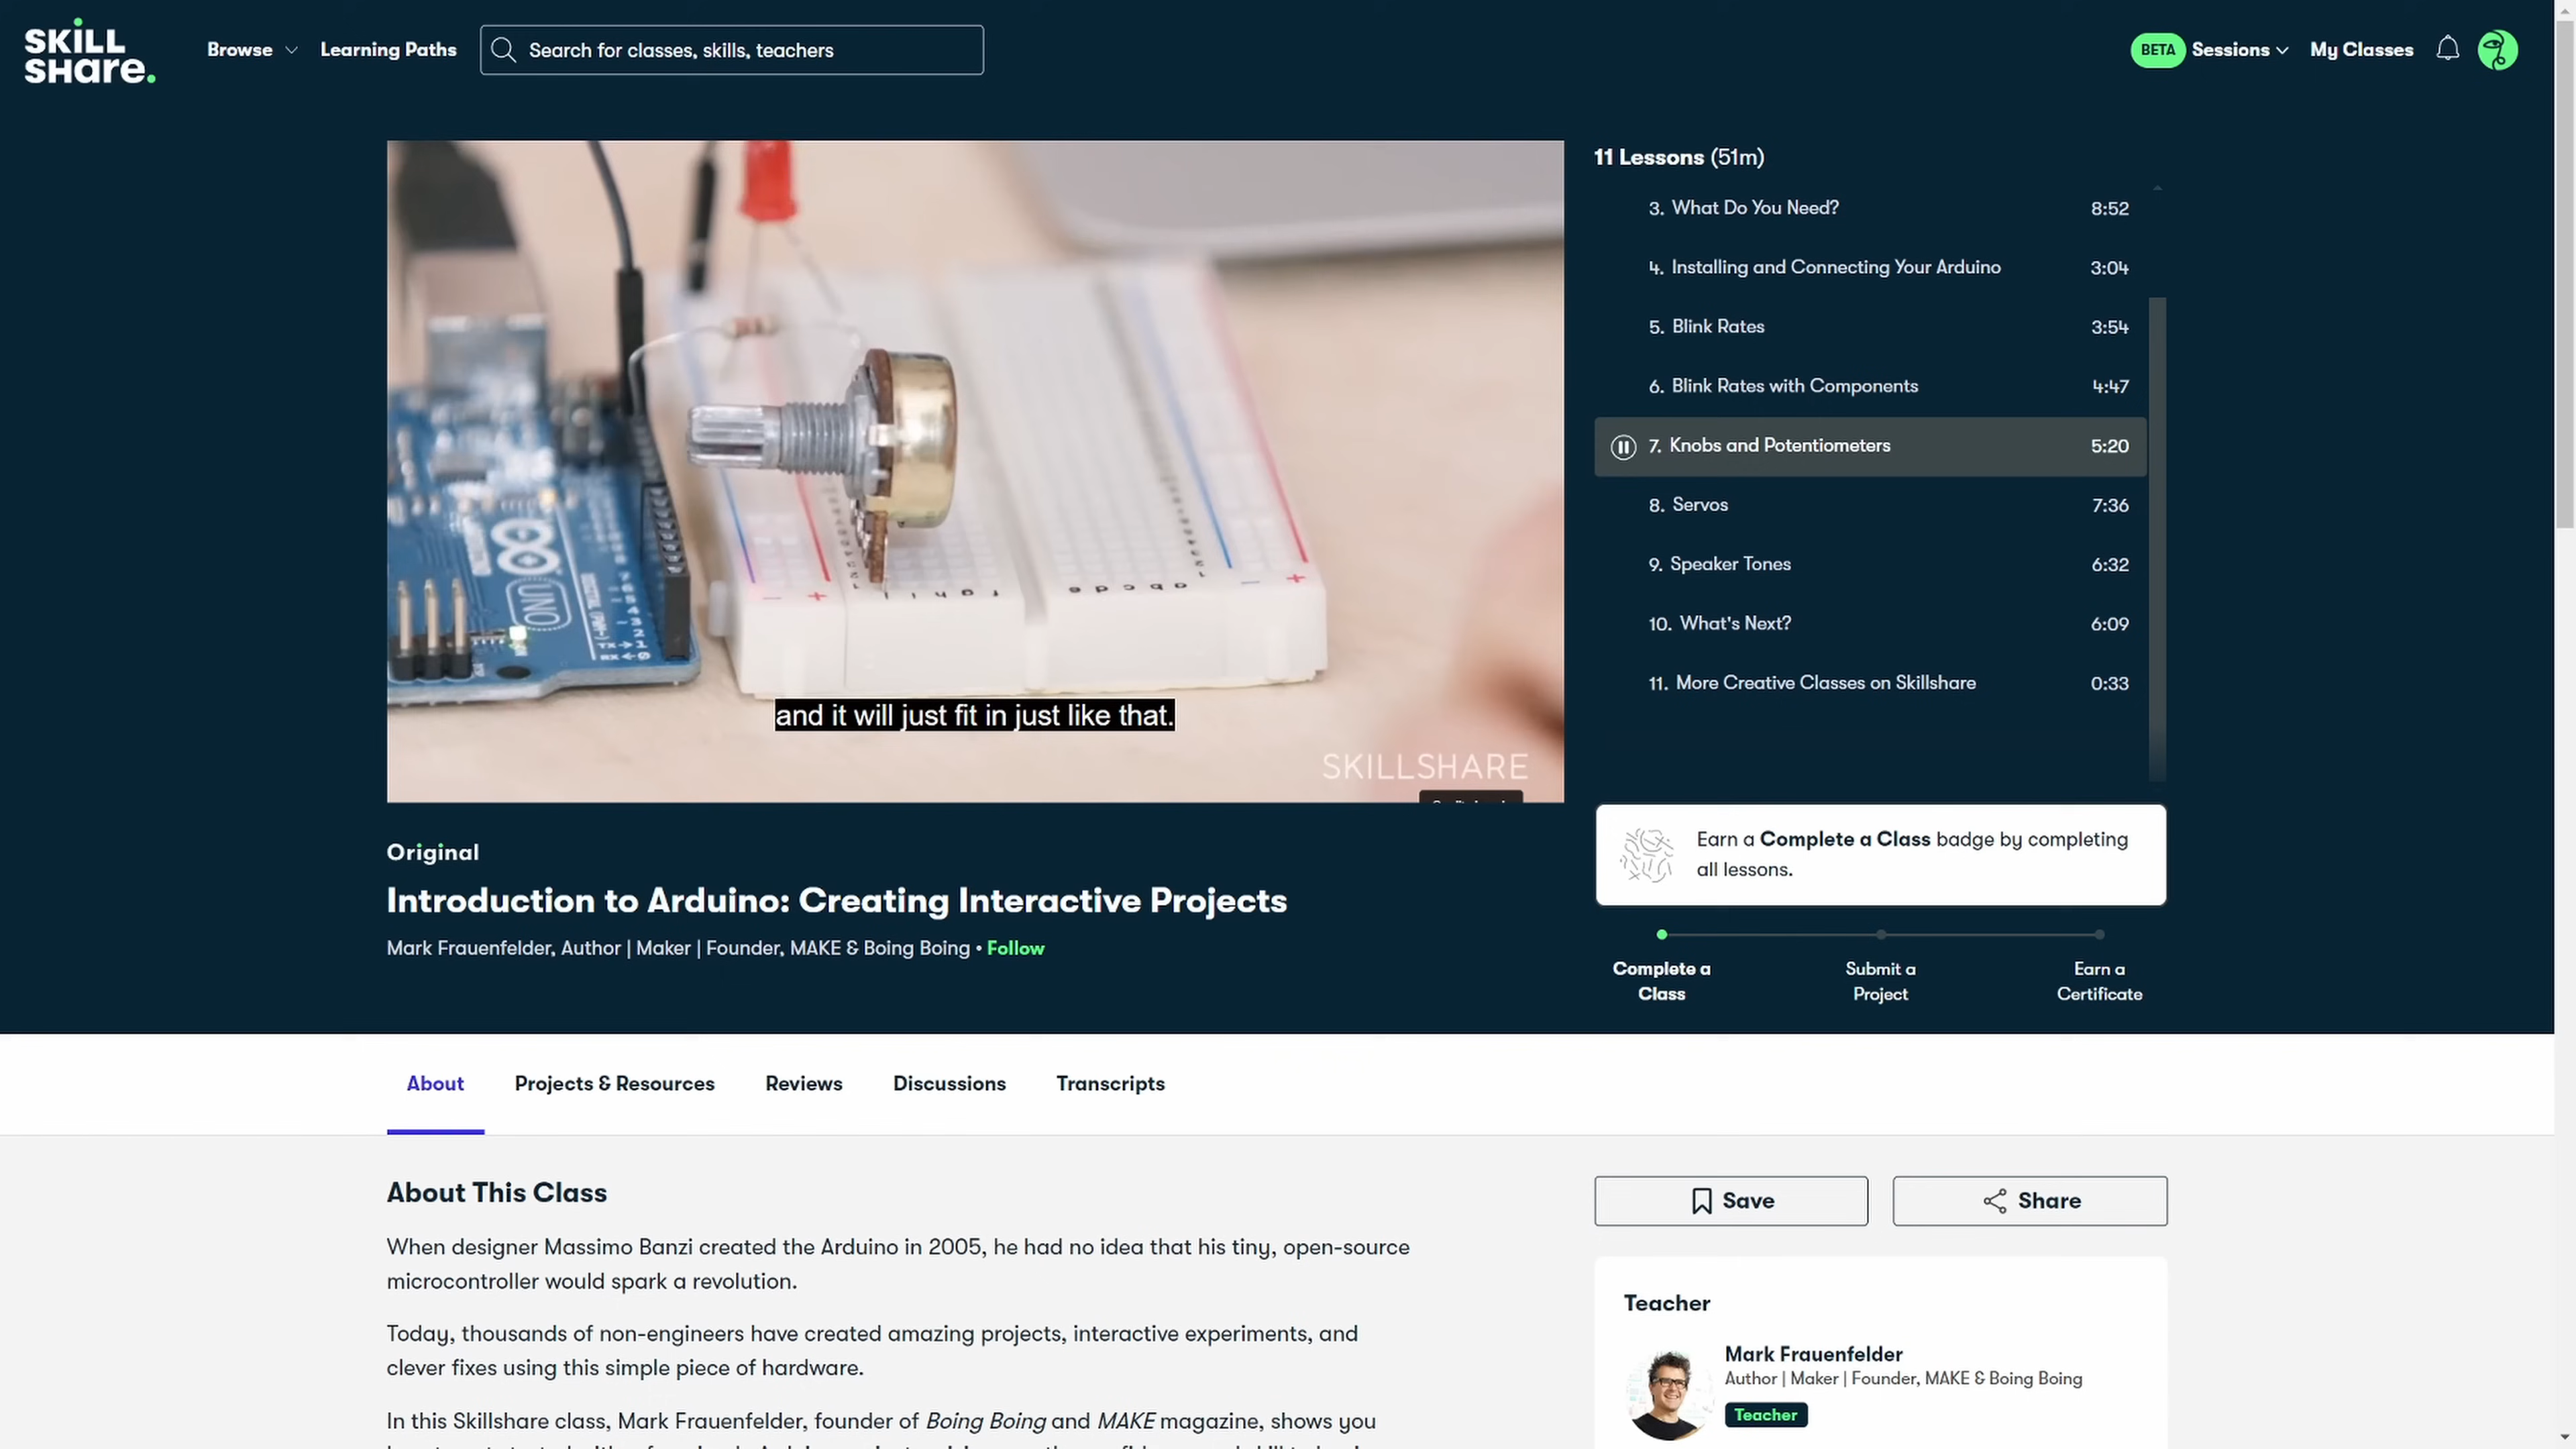 SKILL
SHare.
Browse
Learning Paths
Search for classes, skills, teachers
BETA
Sessions
My Classes
11 Lessons (51m)
3. What Do You Need? 8:52
4. Installing and Connecting Your Arduino 3:04
5. Blink Rates 3:54
6. Blink Rates with Components 4:47
7. Knobs and Potentiometers 5:20
8. Servos 7:36
9. Speaker Tones 6:32
10. What's Next? 6:09
11. More Creative Classes on Skillshare 0:33
UNO
and it will just fit in just like that.
SKILLSHARE
Earn a Complete a Class badge by completing
all lessons.
Complete a
Class
Submit a
Project
Earn a
Certificate
Original
Introduction to Arduino: Creating Interactive Projects
Mark Frauenfelder, Author | Maker | Founder, MAKE & Boing Boing • Follow
About
Projects & Resources
Reviews
Discussions
Transcripts
About This Class
When designer Massimo Banzi created the Arduino in 2005, he had no idea that his tiny, open-source
microcontroller would spark a revolution.
Today, thousands of non-engineers have created amazing projects, interactive experiments, and
clever fixes using this simple piece of hardware.
In this Skillshare class, Mark Frauenfelder, founder of Boing Boing and MAKE magazine, shows you
Save
Share
Teacher
Mark Frauenfelder
Author | Maker | Founder, MAKE & Boing Boing
Teacher